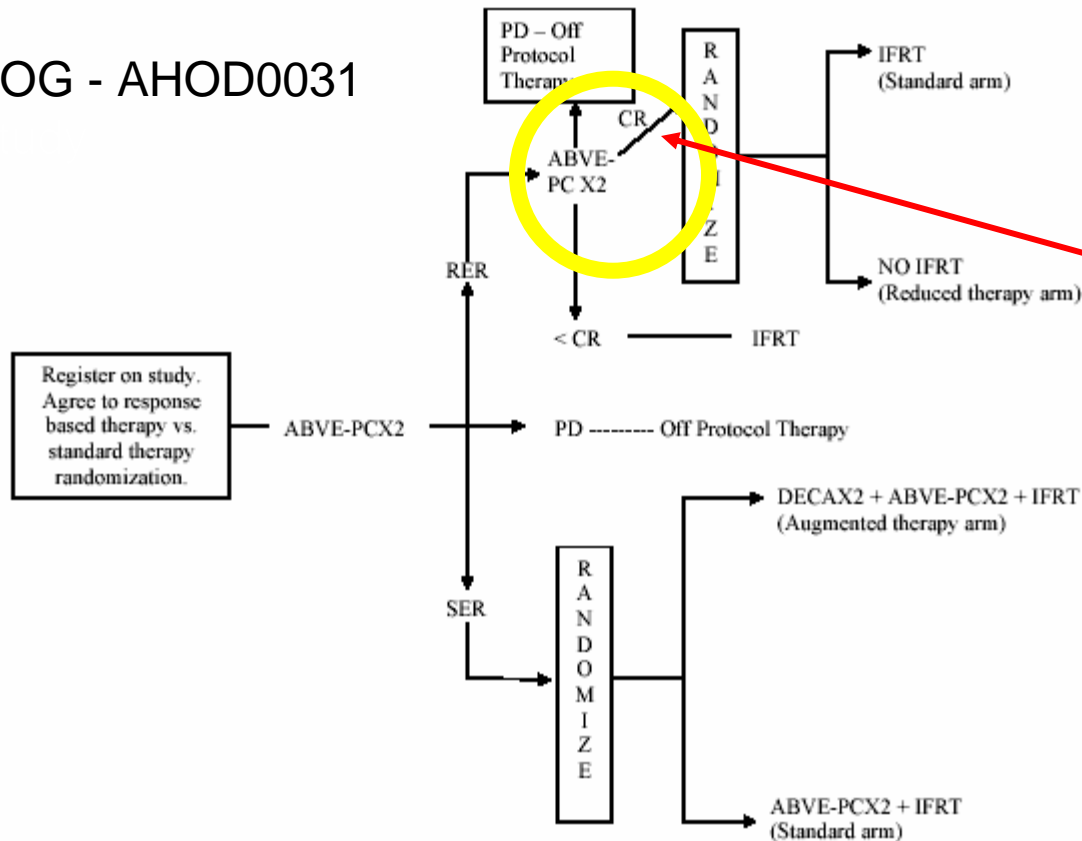 OG - AHOD0031
PD – Off
Protocol
Therapy
CR
ABVE-
PC X2
R
A
N
D
I
Z
E
IFRT
(Standard arm)
NO IFRT
(Reduced therapy arm)
RER
< CR
IFRT
Register on study.
Agree to response
based therapy vs.
standard therapy
randomization.
ABVE-PCX2
PD --------- Off Protocol Therapy
DECAX2 + ABVE-PCX2 + IFRT
(Augmented therapy arm)
SER
R
A
N
D
O
M
I
Z
E
ABVE-PCX2 + IFRT
(Standard arm)